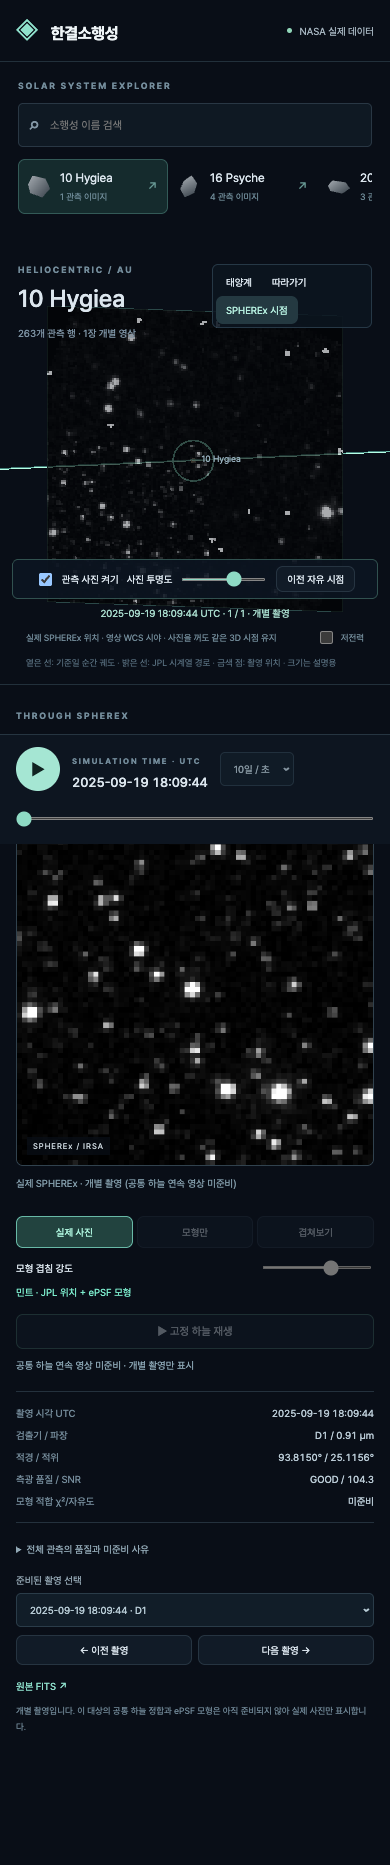 한결소행성
NASA 실제 데이터
SOLAR SYSTEM EXPLORER
소행성 이름 검색
10 Hygiea ↗
1 관측 이미지
16 Psyche ↗
4 관측 이미지
HELIOCENTRIC / AU
10 Hygiea
263개 관측 행 · 1장 개별 영상
태양계 따라가기
SPHEREx 시점
10 Hygiea
관측 사진 켜기 사진 투명도 이전 자유 시점
2025-09-19 18:09:44 UTC · 1 / 1 · 개별 촬영
실제 SPHEREx 위치 · 영상 WCS 시야 · 사진을 꺼도 같은 3D 시점 유지 저전력
옅은 선: 기준일 순간 궤도 · 밝은 선: JPL 시계열 경로 · 금색 점: 촬영 위치 · 크기는 설명용
THROUGH SPHEREX
SIMULATION TIME · UTC
2025-09-19 18:09:44
10일 / 초
SPHEREx / IRSA
실제 SPHEREx · 개별 촬영 (공통 하늘 연속 영상 미준비)
실제 사진 모형만 겹쳐보기
모형 겹침 강도
민트 · JPL 위치 + ePSF 모형
▶ 고정 하늘 재생
공통 하늘 연속 영상 미준비 · 개별 촬영만 표시
촬영 시각 UTC 2025-09-19 18:09:44
검출기 / 파장 D1 / 0.91 µm
적경 / 적위 93.8150° / 25.1156°
측광 품질 / SNR GOOD / 104.3
모형 적합 χ²/자유도 미준비
▶ 전체 관측의 품질과 미준비 사유
준비된 촬영 선택
2025-09-19 18:09:44 · D1
← 이전 촬영 다음 촬영 →
원본 FITS ↗
개별 촬영입니다. 이 대상의 공통 하늘 정합과 ePSF 모형은 아직 준비되지 않아 실제 사진만 표시합니
다.